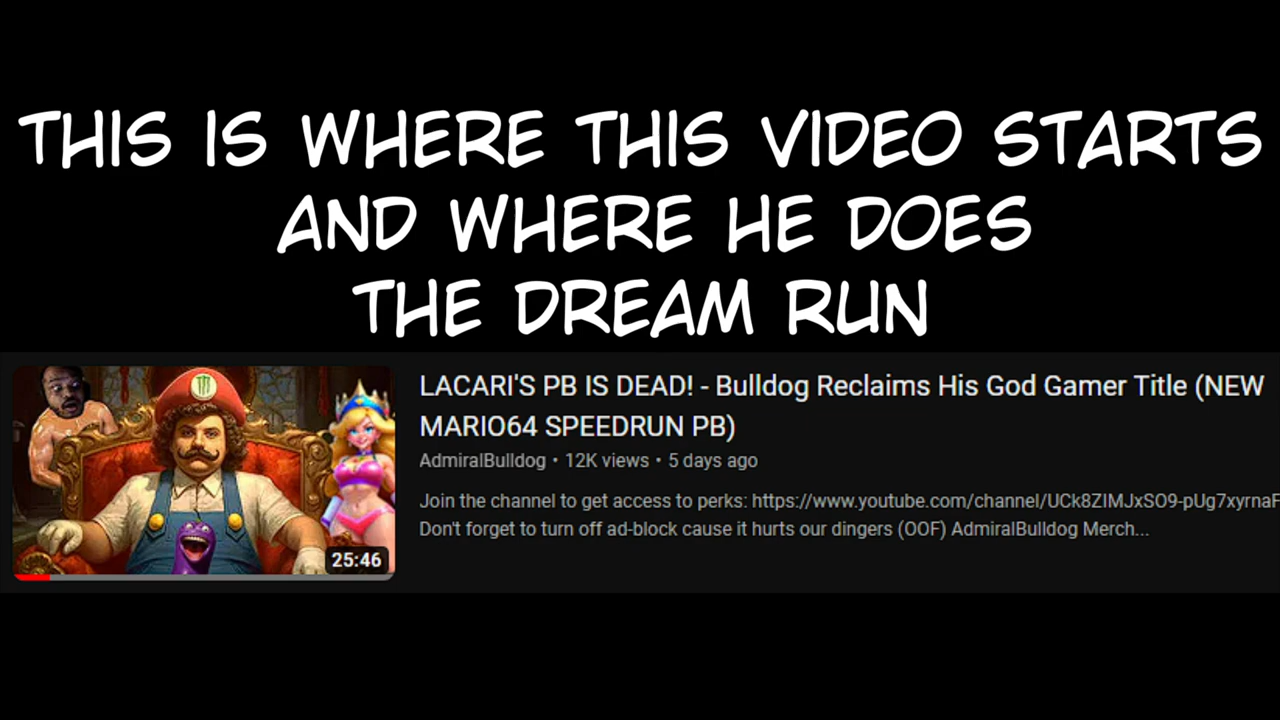 THIS IS WHERE THIS VIDEO STARTS
AND WHERE HE DOES
THE DREAM RUN
LACARI'S PB IS DEAD! - Bulldog Reclaims His God Gamer Title (NEW
MARIO64 SPEEDRUN PB)
AdmiralBulldog • 12K views • 5 days ago
Join the channel to get access to perks: https://www.youtube.com/channel/UCk8ZIMJxSO9-pUg7xyrnaF
Don't forget to turn off ad-block cause it hurts our dingers (OOF) AdmiralBulldog Merch...
25:46